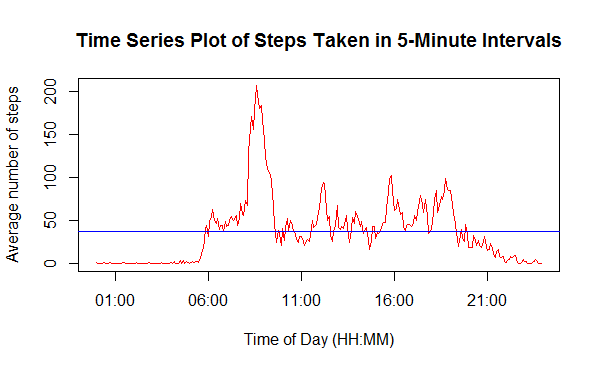 Time Series Plot of Steps Taken in 5-Minute Intervals
Average number of steps
200
150
100
50
0
01:00 06:00 11:00 16:00 21:00
Time of Day (HH:MM)